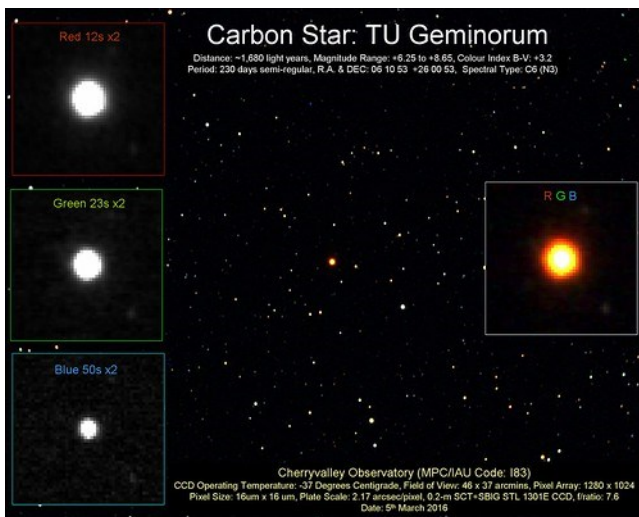 Carbon Star: TU Geminorum
Distance: ~1,680 light years, Magnitude Range: +6.25 to +8.65, Colour Index B-V: +3.2
Period: 230 days semi-regular, R.A. & DEC: 06 10 53 +26 00 53, Spectral Type: C6 (N3)
Red 12s x2
Green 23s x2
Blue 50s x2
R G B
Cherryvalley Observatory (MPC/IAU Code: I83)
CCD Operating Temperature: -37 Degrees Centigrade, Field of View: 46 x 37 arcmins, Pixel Array: 1280 x 1024
Pixel Size: 16um x 16 um, Plate Scale: 2.17 arcsec/pixel, 0.2-m SCT+SBIG STL 1301E CCD, f/ratio: 7.6
Date: 5th March 2016